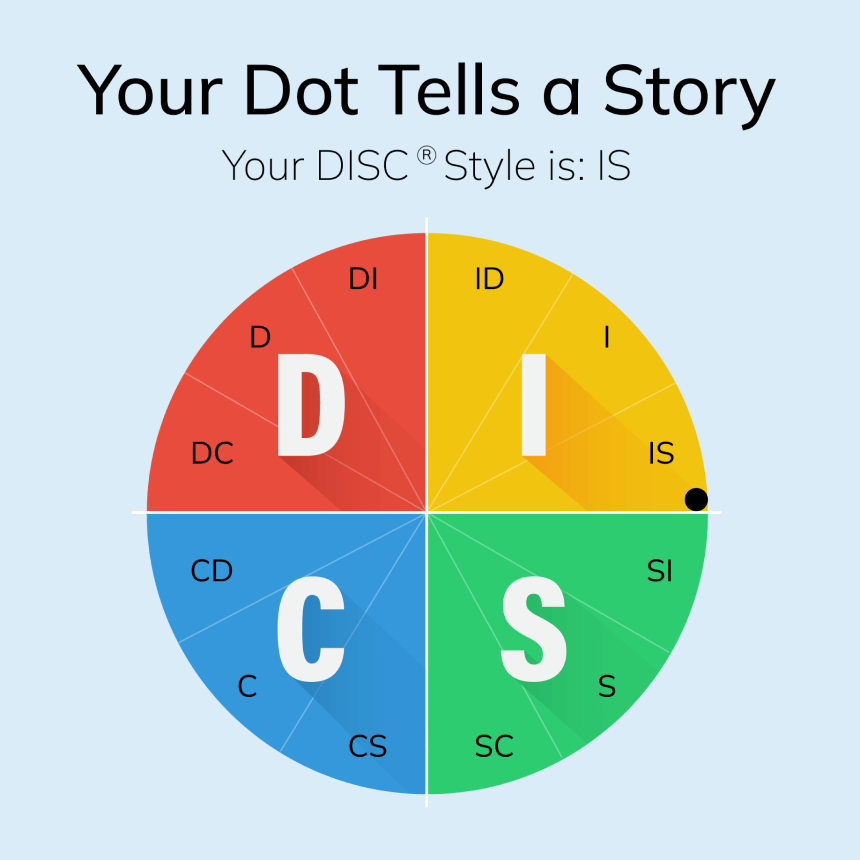 Your Dot Tells a Story
Your DISC® Style is: IS
DI
ID
D
I
D
I
DC
IS
CD
SI
C
S
C
S
CS
SC